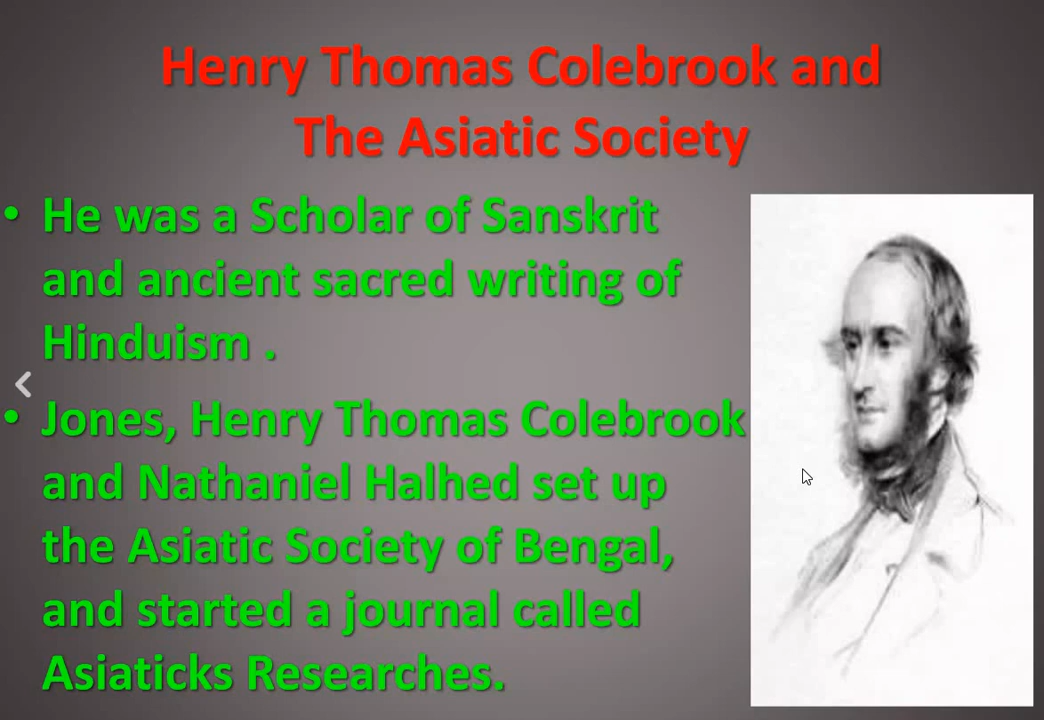 Henry Thomas Colebrook and
The Asiatic Society
• He was a Scholar of Sanskrit
and ancient sacred writing of
Hinduism .
• Jones, Henry Thomas Colebrook
and Nathaniel Halhed set up
the Asiatic Society of Bengal,
and started a journal called
Asiaticks Researches.